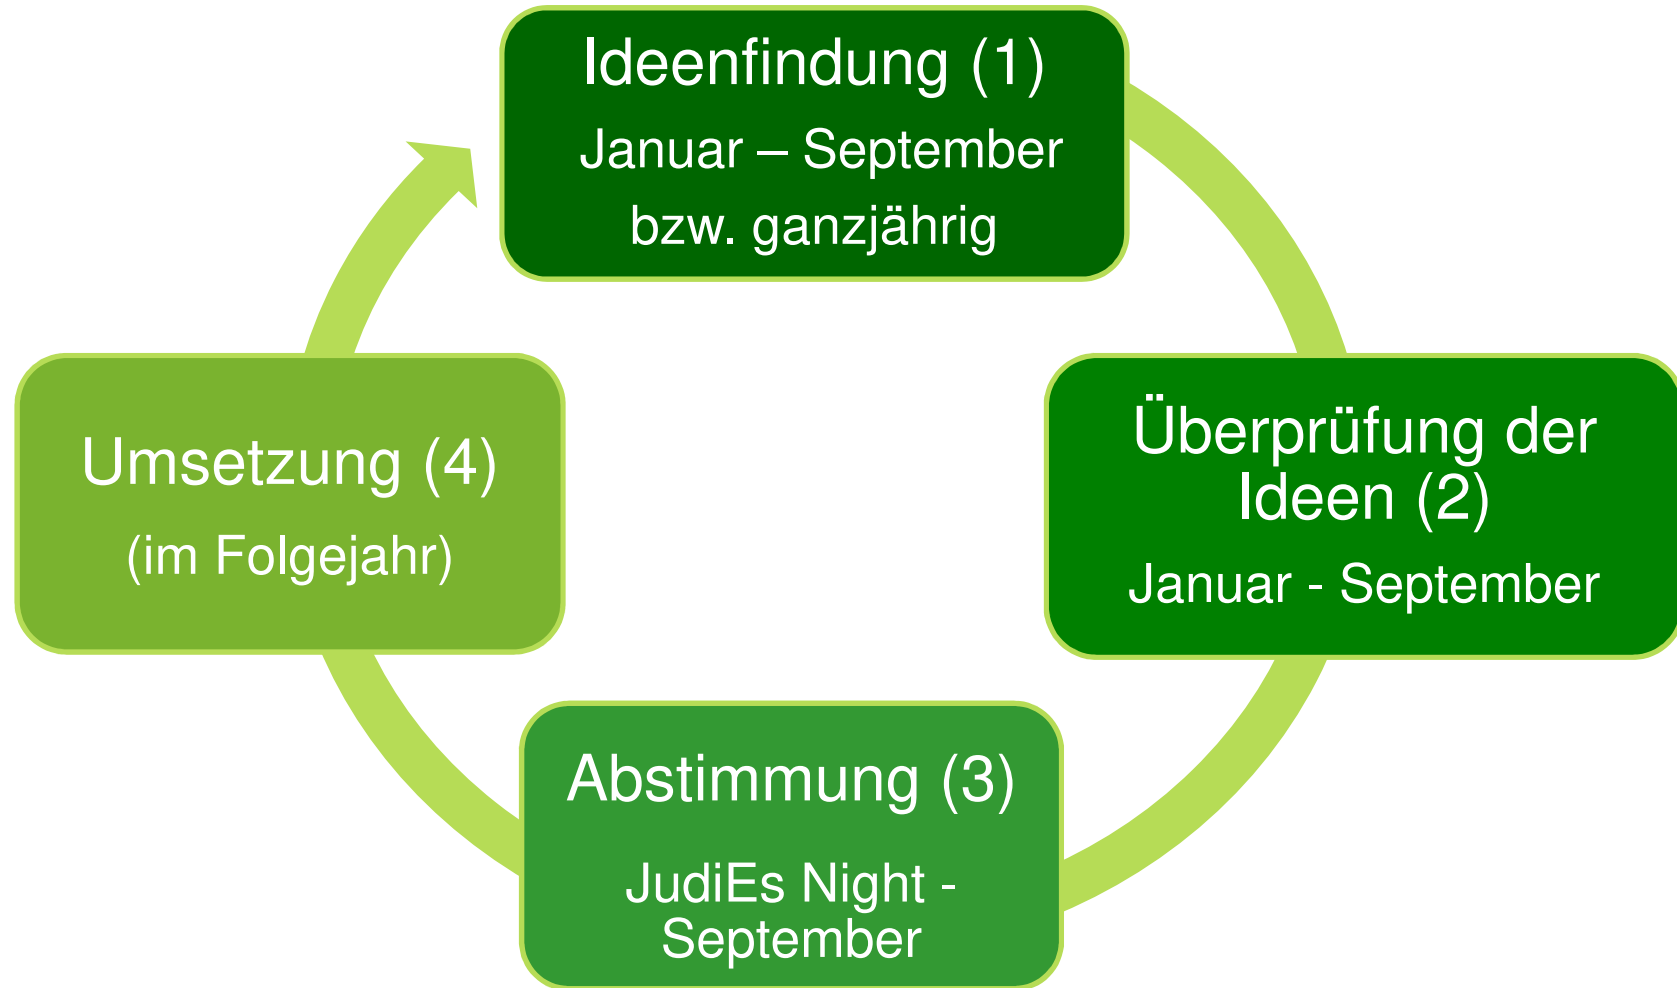 Ideenfindung (1)
Januar – September
bzw. ganzjährig
Überprüfung der
Ideen (2)
Januar - September
Abstimmung (3)
JudiEs Night -
September
Umsetzung (4)
(im Folgejahr)